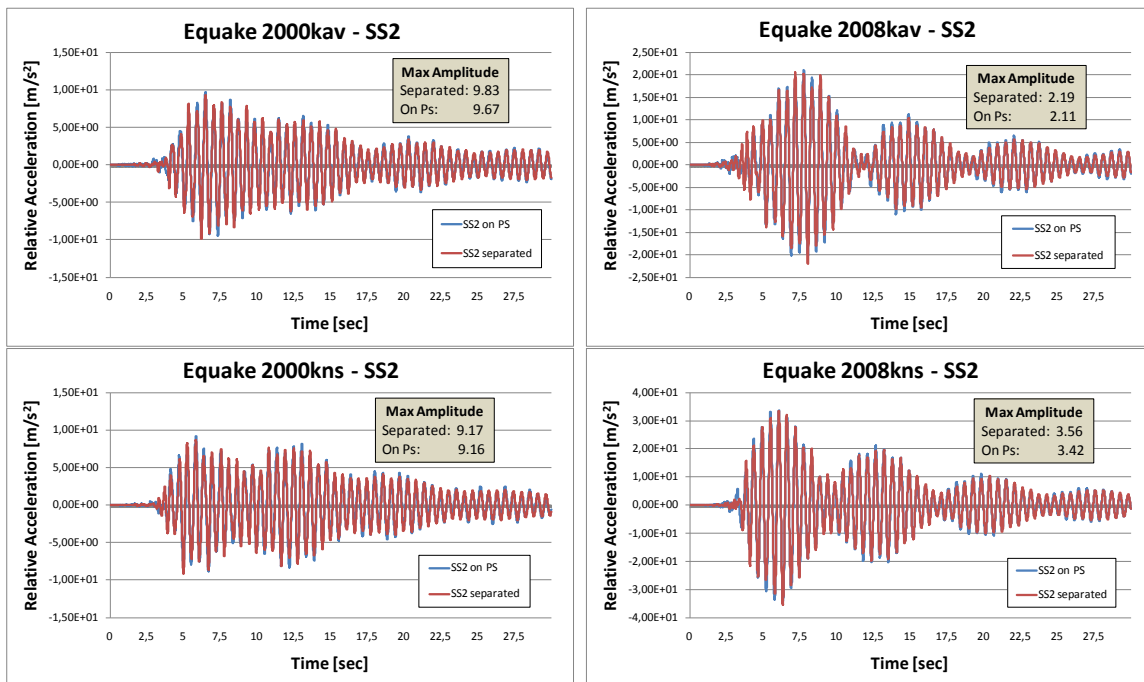 Equake 2000kav - SS2
Relative Acceleration [m/s²]
1,50E+01
1,00E+01
5,00E+00
0,00E+00
-5,00E+00
-1,00E+01
-1,50E+01
Max Amplitude
Separated: 9.83
On Ps: 9.67
SS2 on PS
SS2 separated
0 2,5 5 7,5 10 12,5 15 17,5 20 22,5 25 27,5
Time [sec]
Equake 2008kav - SS2
Relative Acceleration [m/s²]
2,50E+01
2,00E+01
1,50E+01
1,00E+01
5,00E+00
0,00E+00
-5,00E+00
-1,00E+01
-1,50E+01
-2,00E+01
-2,50E+01
Max Amplitude
Separated: 2.19
On Ps: 2.11
SS2 on PS
SS2 separated
0 2,5 5 7,5 10 12,5 15 17,5 20 22,5 25 27,5
Time [sec]
Equake 2000kns - SS2
Relative Acceleration [m/s²]
1,50E+01
1,00E+01
5,00E+00
0,00E+00
-5,00E+00
-1,00E+01
-1,50E+01
Max Amplitude
Separated: 9.17
On Ps: 9.16
SS2 on PS
SS2 separated
0 2,5 5 7,5 10 12,5 15 17,5 20 22,5 25 27,5
Time [sec]
Equake 2008kns - SS2
Relative Acceleration [m/s²]
4,00E+01
3,00E+01
2,00E+01
1,00E+01
0,00E+00
-1,00E+01
-2,00E+01
-3,00E+01
-4,00E+01
Max Amplitude
Separated: 3.56
On Ps: 3.42
SS2 on PS
SS2 separated
0 2,5 5 7,5 10 12,5 15 17,5 20 22,5 25 27,5
Time [sec]